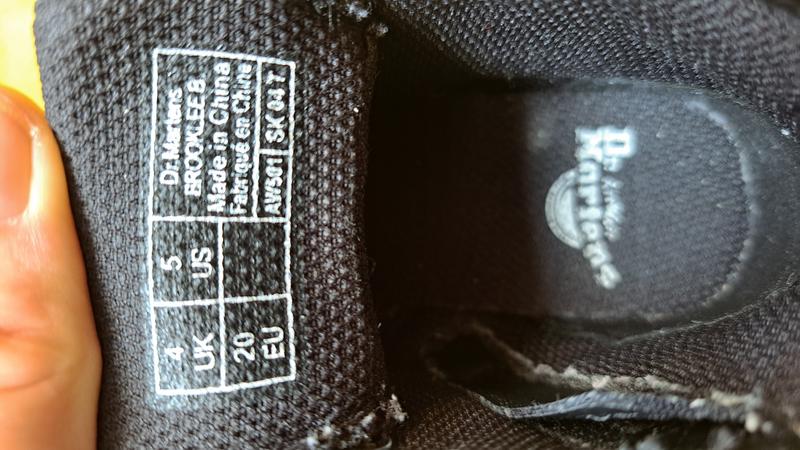 Dr.Martens
BROOKLEE B
Made in China
Fabriqué en Chine
AW501 SK 04 T
5
US
4
UK
20
EU
Dr.
Martens